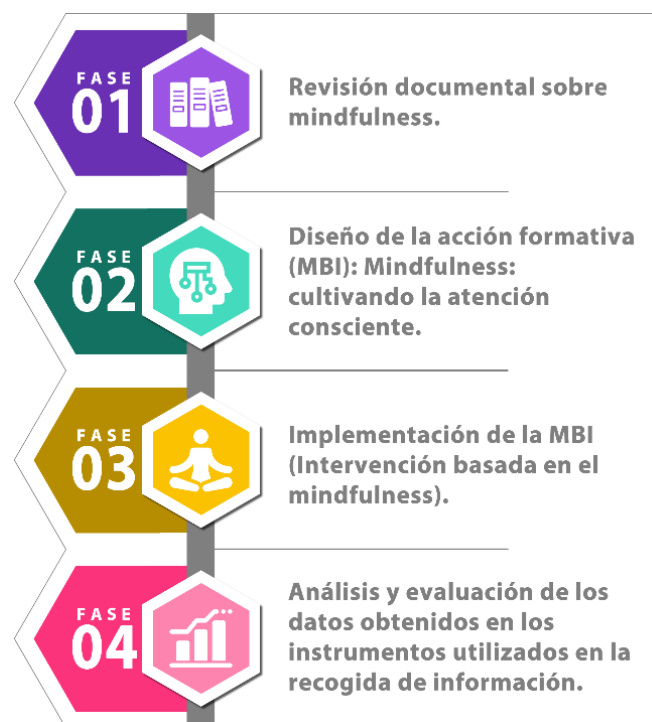 FASE
01
Revisión documental sobre
mindfulness.
FASE
02
Diseño de la acción formativa
(MBI): Mindfulness:
cultivando la atención
consciente.
FASE
03
Implementación de la MBI
(Intervención basada en el
mindfulness).
FASE
04
Análisis y evaluación de los
datos obtenidos en los
instrumentos utilizados en la
recogida de información.